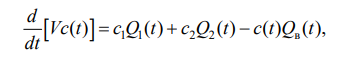 d/dt [Vc(t)] = c₁Q₁(t) + c₂Q₂(t) − c(t)Q_в(t),